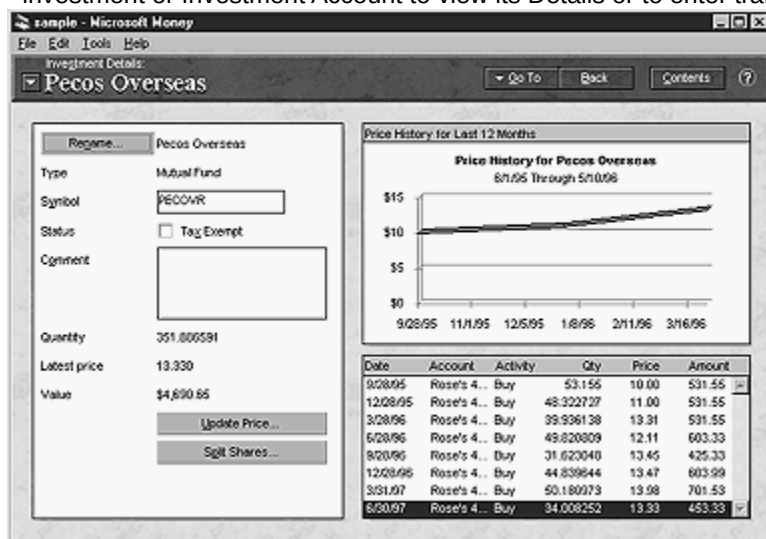 investment or Investment Account to view its Details or to enter tra
sample - Microsoft Money
File Edit Tools Help
Investment Details:
Pecos Overseas
Go To Back Contents ?
Rename... Pecos Overseas
Type Mutual Fund
Symbol PECOVR
Status Tax Exempt
Comment
Quantity 351.886591
Latest price 13.330
Value $4,690.65
Update Price...
Split Shares...
Price History for Last 12 Months
Price History for Pecos Overseas
6/1/95 Through 5/10/96
$15
$10
$5
$0
9/28/95 11/1/95 12/5/95 1/8/96 2/11/96 3/16/96
Date Account Activity Qty Price Amount
9/28/95 Rose's 4... Buy 53.155 10.00 531.55
12/28/95 Rose's 4... Buy 48.322727 11.00 531.55
3/28/96 Rose's 4... Buy 39.936138 13.31 531.55
6/28/96 Rose's 4... Buy 49.820809 12.11 603.33
9/20/96 Rose's 4... Buy 31.623048 13.45 425.33
12/28/96 Rose's 4... Buy 44.839644 13.47 603.99
3/31/97 Rose's 4... Buy 50.180973 13.98 701.53
6/30/97 Rose's 4... Buy 34.008252 13.33 453.33